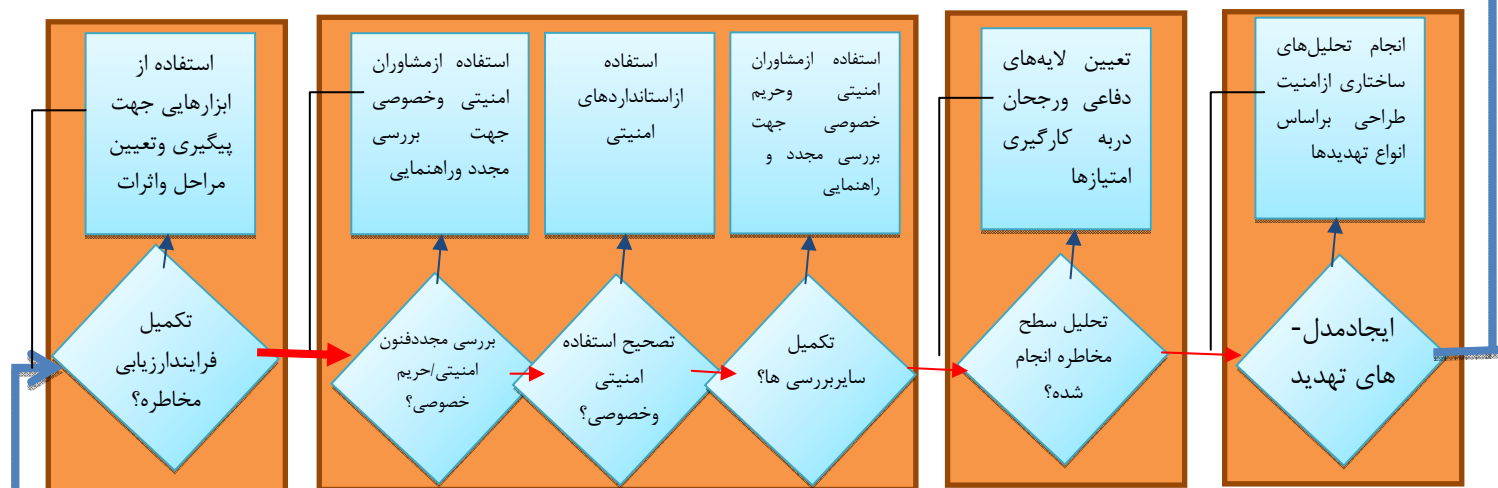 استفاده از
ابزارهایی جهت
پیگیری وتعیین
مراحل واثرات
تکمیل
فرایندارزیابی
مخاطره؟
استفاده ازمشاوران
امنیتی وخصوصی
جهت بررسی
مجدد وراهنمایی
بررسی مجددفنون
امنیتی/حریم
خصوصی؟
استفاده
ازاستانداردهای
امنیتی
تصحیح استفاده
امنیتی
وخصوصی؟
استفاده ازمشاوران
امنیتی وحریم
خصوصی جهت
بررسی مجدد و
راهنمایی
تکمیل
سایربررسی ها؟
تعیین لایه‌های
دفاعی ورجحان
دربه کارگیری
امتیازها
تحلیل سطح
مخاطره انجام
شده؟
انجام تحلیل‌های
ساختاری ازامنیت
طراحی براساس
انواع تهدیدها
ایجادمدل-
های تهدید